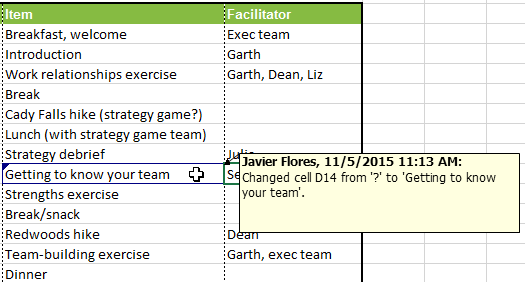 Item Facilitator
Breakfast, welcome Exec team
Introduction Garth
Work relationships exercise Garth, Dean, Liz
Break
Cady Falls hike (strategy game?)
Lunch (with strategy game team)
Strategy debrief
Javier Flores, 11/5/2015 11:13 AM:
Changed cell D14 from '?' to 'Getting to know
your team'.
Getting to know your team
Strengths exercise
Break/snack
Redwoods hike Dean
Team-building exercise Garth, exec team
Dinner